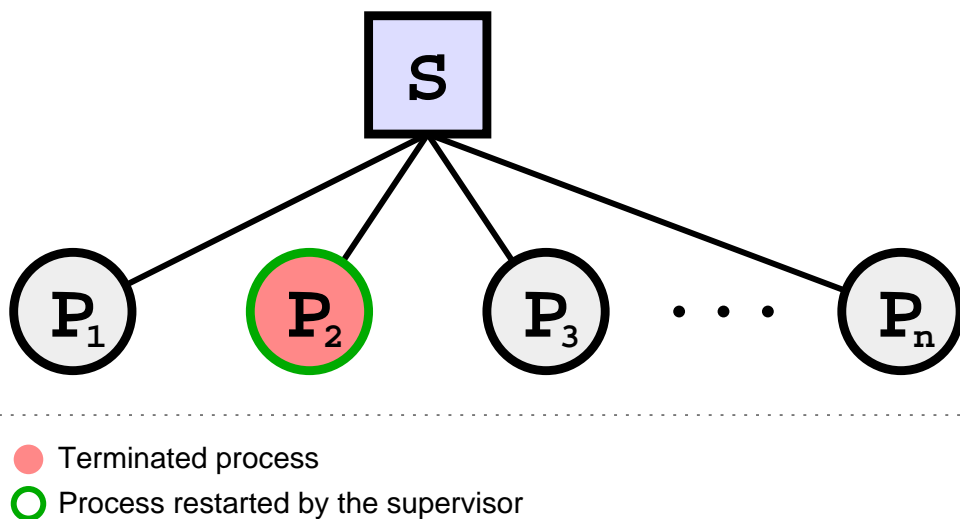 S
P1 P2 P3 . . . Pn
Terminated process
Process restarted by the supervisor